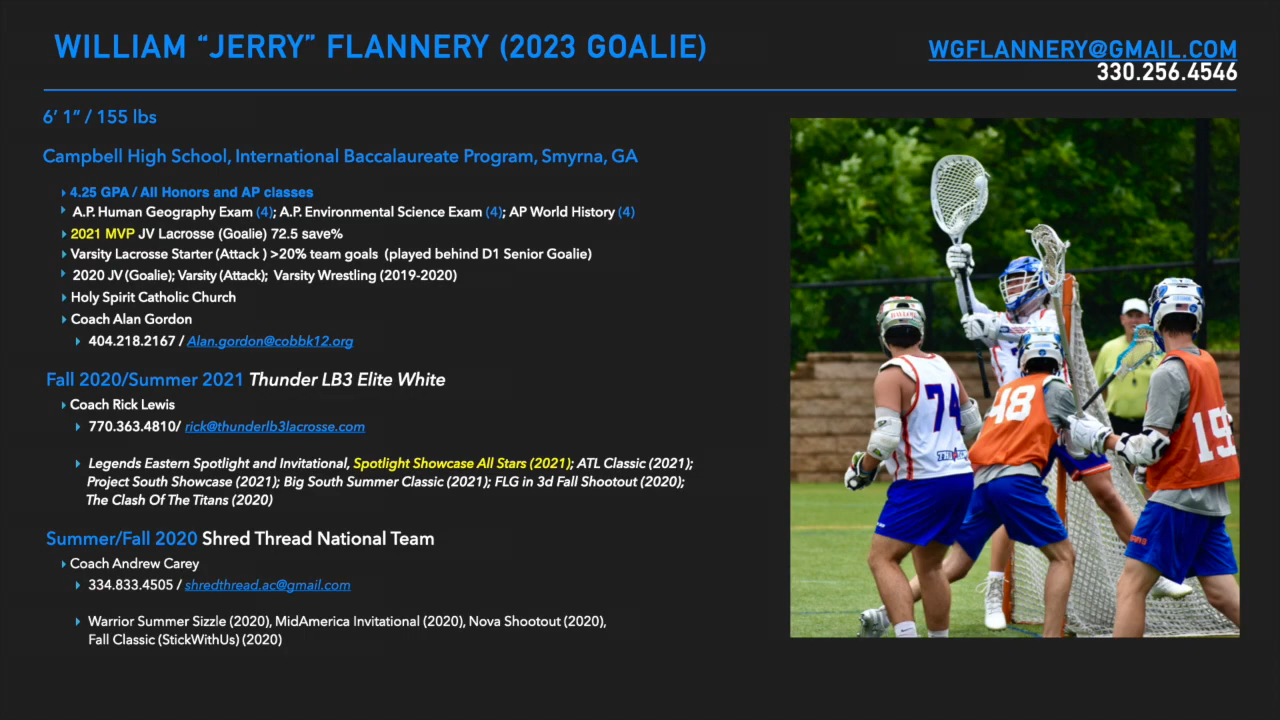 WILLIAM “JERRY” FLANNERY (2023 GOALIE)
WGFLANNERY@GMAIL.COM
330.256.4546
6’ 1” / 155 lbs
Campbell High School, International Baccalaureate Program, Smyrna, GA
4.25 GPA / All Honors and AP classes
A.P. Human Geography Exam (4); A.P. Environmental Science Exam (4); AP World History (4)
2021 MVP JV Lacrosse (Goalie) 72.5 save%
Varsity Lacrosse Starter (Attack ) >20% team goals (played behind D1 Senior Goalie)
2020 JV (Goalie); Varsity (Attack); Varsity Wrestling (2019-2020)
Holy Spirit Catholic Church
Coach Alan Gordon
404.218.2167 / Alan.gordon@cobbk12.org
Fall 2020/Summer 2021 Thunder LB3 Elite White
Coach Rick Lewis
770.363.4810/ rick@thunderlb3lacrosse.com
Legends Eastern Spotlight and Invitational, Spotlight Showcase All Stars (2021); ATL Classic (2021);
Project South Showcase (2021); Big South Summer Classic (2021); FLG in 3d Fall Shootout (2020);
The Clash Of The Titans (2020)
Summer/Fall 2020 Shred Thread National Team
Coach Andrew Carey
334.833.4505 / shredthread.ac@gmail.com
Warrior Summer Sizzle (2020), MidAmerica Invitational (2020), Nova Shootout (2020),
Fall Classic (StickWithUs) (2020)
74
48
19